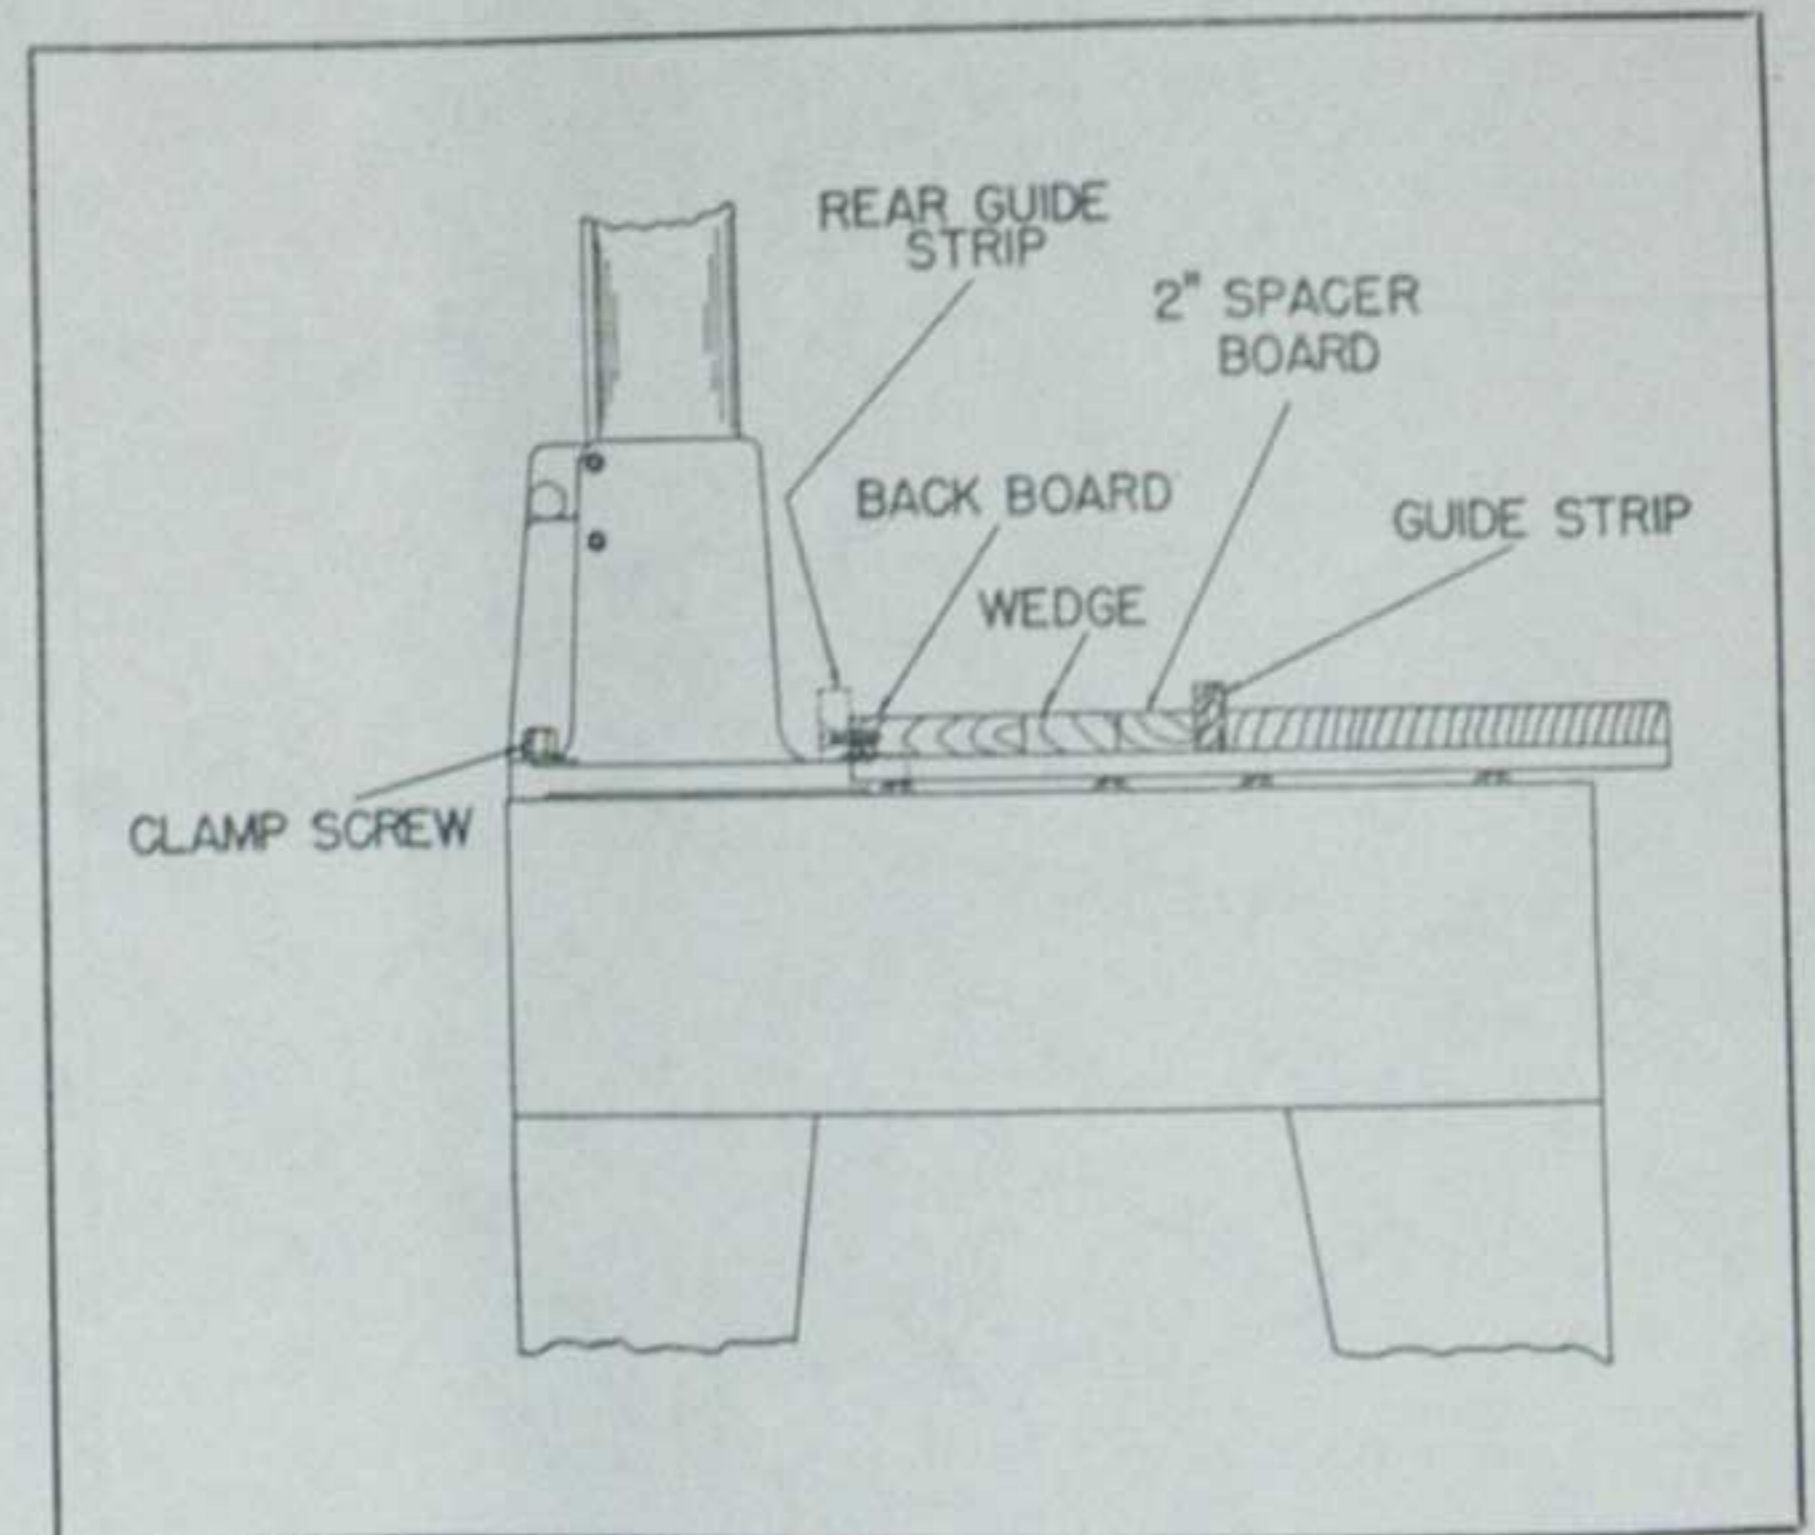 REAR GUIDE
STRIP
2" SPACER
BOARD
BACK BOARD
GUIDE STRIP
WEDGE
CLAMP SCREW